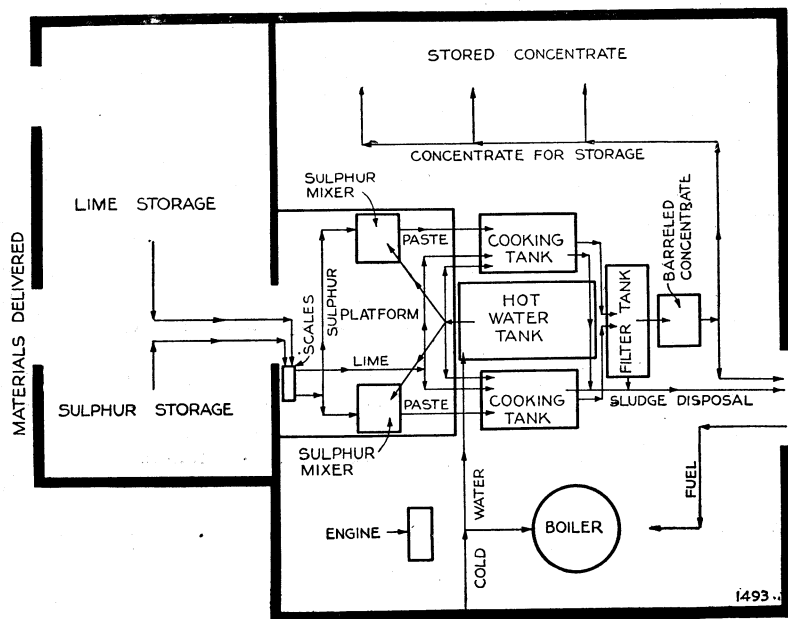 STORED CONCENTRATE
CONCENTRATE FOR STORAGE
SULPHUR
MIXER
LIME STORAGE
MATERIALS DELIVERED
PASTE
COOKING
TANK
BARRELED
CONCENTRATE
SCALES
SULPHUR
PLATFORM
HOT
WATER
TANK
FILTER TANK
LIME
SULPHUR STORAGE
PASTE
COOKING
TANK
SLUDGE DISPOSAL
SULPHUR
MIXER
WATER
FUEL
ENGINE
BOILER
COLD
1493